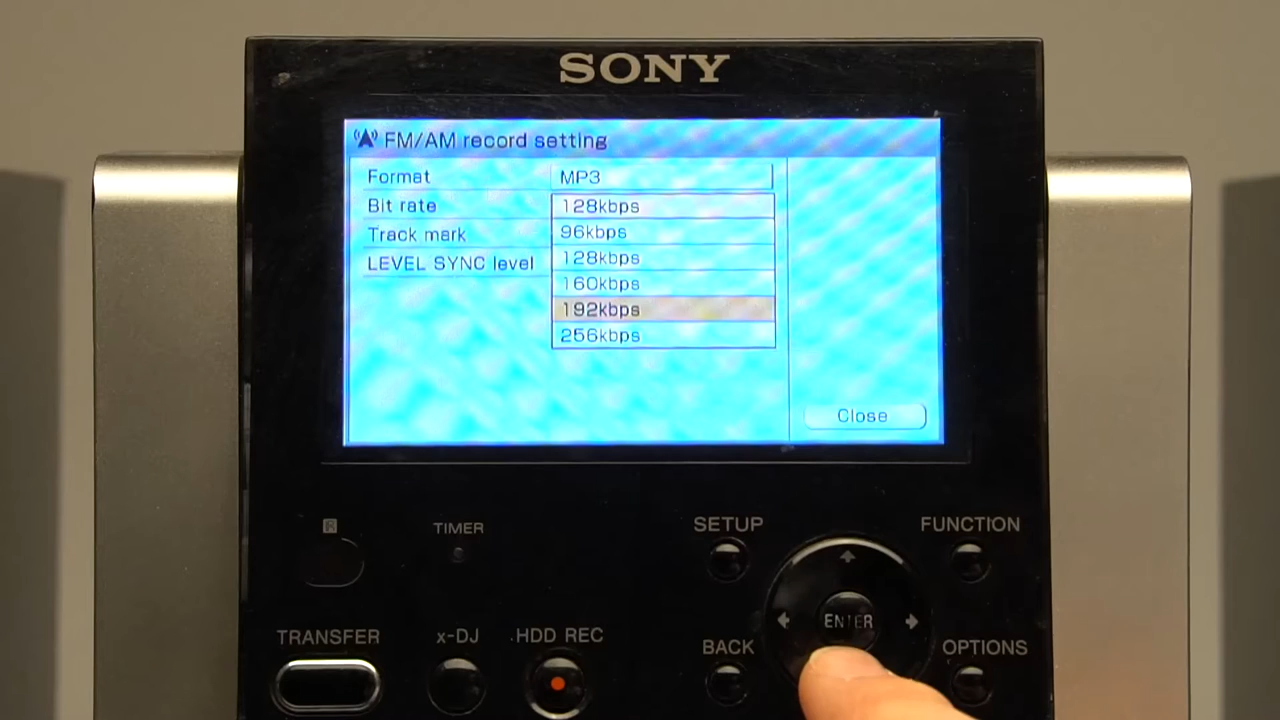 SONY
FM/AM record setting
Format MP3
Bit rate 128kbps
96kbps
Track mark
128kbps
LEVEL SYNC level
160kbps
192kbps
256kbps
Close
R
TIMER
SETUP
FUNCTION
ENTER
TRANSFER
x-DJ
HDD REC
BACK
OPTIONS